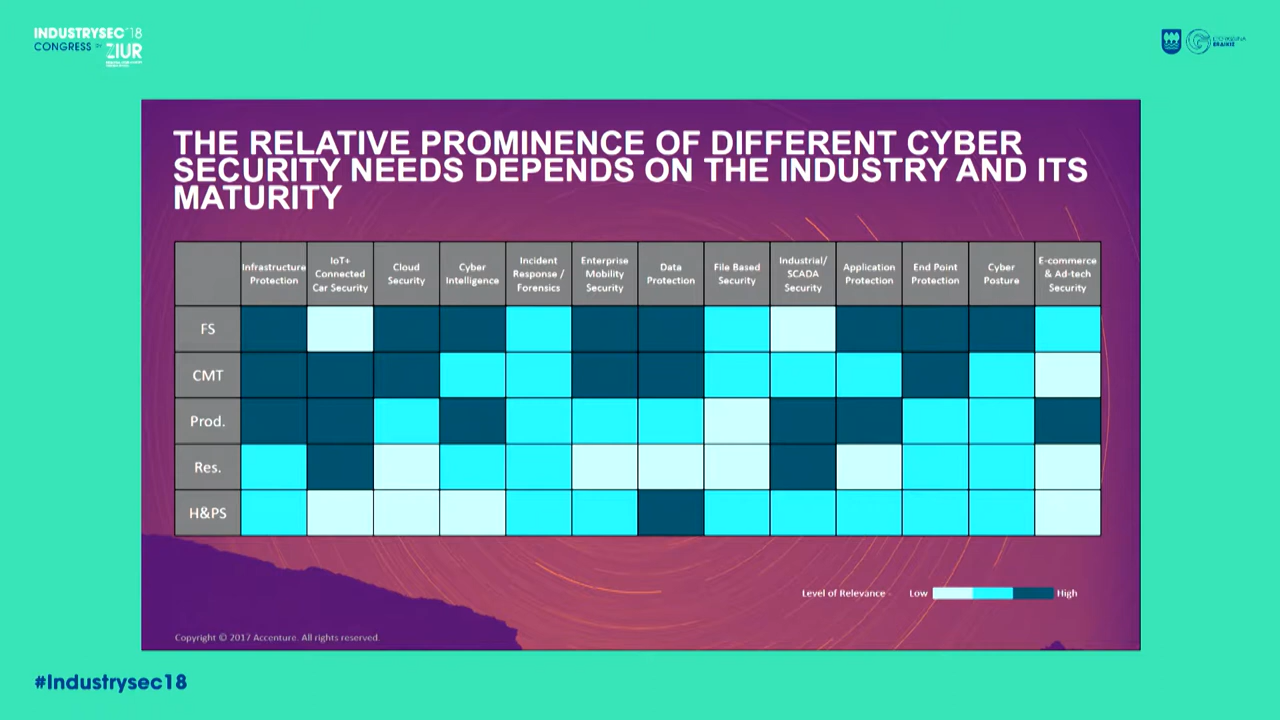 INDUSTRYSEC'18
CONGRESS BY ZIUR
THE RELATIVE PROMINENCE OF DIFFERENT CYBER
SECURITY NEEDS DEPENDS ON THE INDUSTRY AND ITS
MATURITY
Infrastructure
Protection
IoT+
Connected
Car Security
Cloud
Security
Cyber
Intelligence
Incident
Response /
Forensics
Enterprise
Mobility
Security
Data
Protection
File Based
Security
Industrial/
SCADA
Security
Application
Protection
End Point
Protection
Cyber
Posture
E-commerce
& Ad-tech
Security
FS
CMT
Prod.
Res.
H&PS
Level of Relevance - Low High
Copyright © 2017 Accenture. All rights reserved.
#Industrysec18